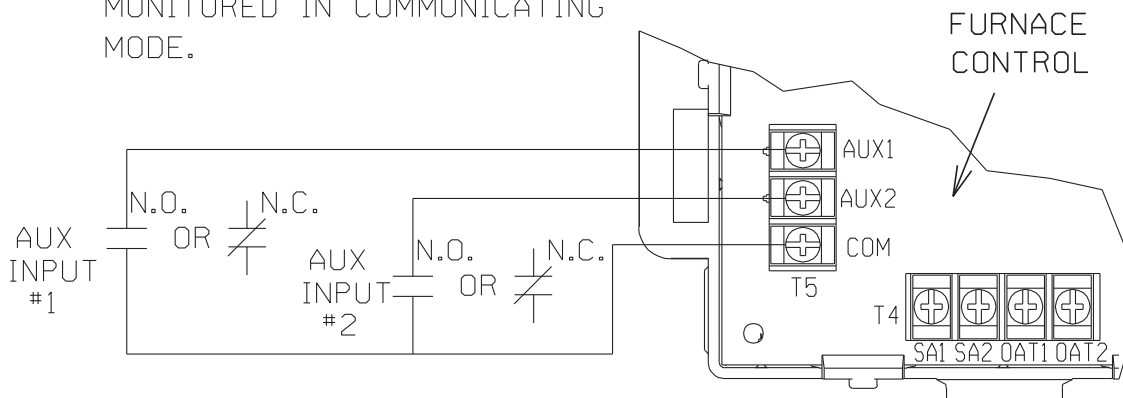 MONITORED IN COMMUNICATING
MODE.
FURNACE
CONTROL
AUX1
AUX2
COM
T5
N.O.
OR
N.C.
AUX
INPUT
#1
N.O.
OR
N.C.
AUX
INPUT
#2
T4
SA1 SA2 OAT1 OAT2